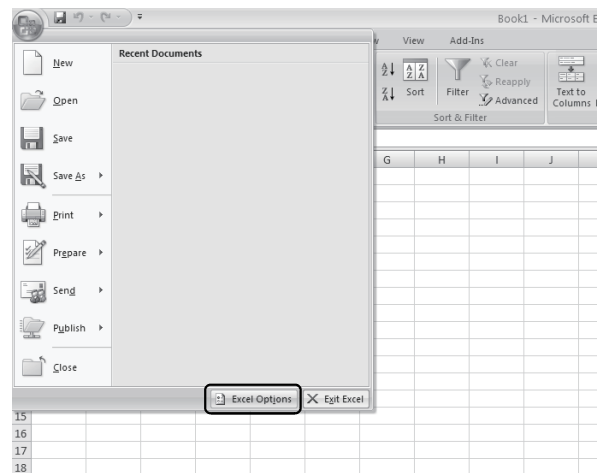 Book1 - Microsoft E
View Add-Ins
Recent Documents
New
Open
Save
Save As
Print
Prepare
Send
Publish
Close
Excel Options
Exit Excel
A Z
Z A
A Z
Z A
Sort
Filter
Clear
Reapply
Advanced
Text to
Columns
Sort & Filter
G H I J
15
16
17
18